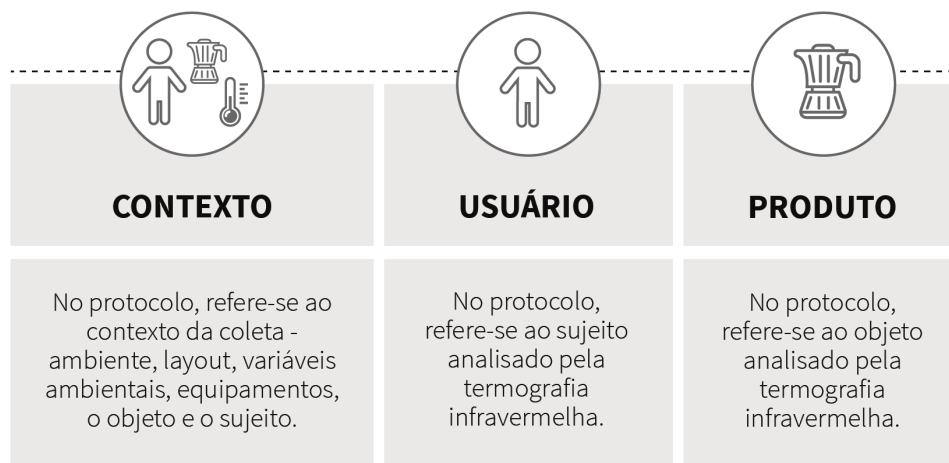 CONTEXTO
No protocolo, refere-se ao
contexto da coleta -
ambiente, layout, variáveis
ambientais, equipamentos,
o objeto e o sujeito.
USUÁRIO
No protocolo,
refere-se ao sujeito
analisado pela
termografia
infravermelha.
PRODUTO
No protocolo,
refere-se ao objeto
analisado pela
termografia
infravermelha.